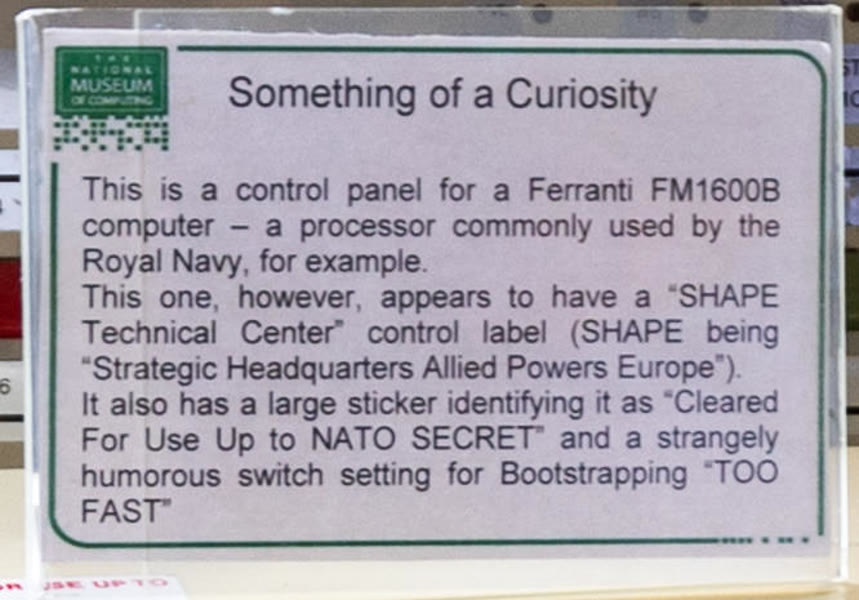 THE
NATIONAL
MUSEUM
OF COMPUTING
Something of a Curiosity
This is a control panel for a Ferranti FM1600B
computer – a processor commonly used by the
Royal Navy, for example.
This one, however, appears to have a “SHAPE
Technical Center” control label (SHAPE being
“Strategic Headquarters Allied Powers Europe”).
It also has a large sticker identifying it as “Cleared
For Use Up to NATO SECRET” and a strangely
humorous switch setting for Bootstrapping “TOO
FAST”
USE UP TO
6